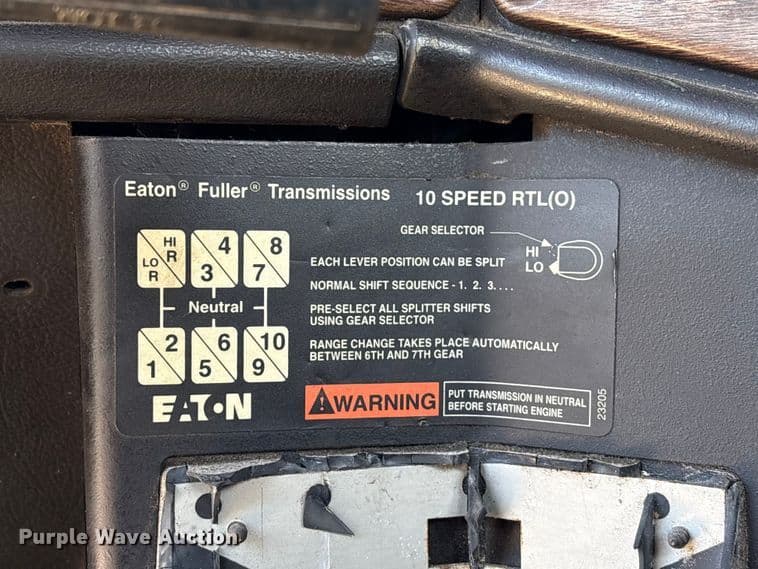 Eaton® Fuller® Transmissions 10 SPEED RTL(O)
GEAR SELECTOR
HI
LO
HI
R
LO
R
4
3
8
7
EACH LEVER POSITION CAN BE SPLIT
NORMAL SHIFT SEQUENCE - 1. 2. 3. . . .
Neutral
PRE-SELECT ALL SPLITTER SHIFTS
USING GEAR SELECTOR
2
1
6
5
10
9
RANGE CHANGE TAKES PLACE AUTOMATICALLY
BETWEEN 6TH AND 7TH GEAR
EATON
WARNING
PUT TRANSMISSION IN NEUTRAL
BEFORE STARTING ENGINE
23205
Purple Wave Auction